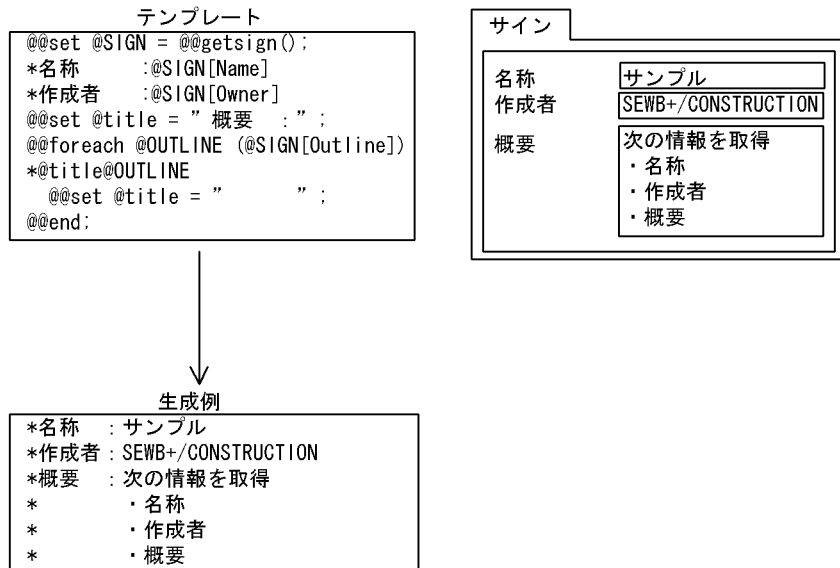 テンプレート
@@set @SIGN = @@getsign();
*名称　　　:@SIGN[Name]
*作成者　　:@SIGN[Owner]
@@set @title = ” 概要　:” ;
@@foreach @OUTLINE (@SIGN[Outline])
*@title@OUTLINE
　@@set @title = ”　　　　” ;
@@end;
サイン
名称　サンプル
作成者　SEWB+/CONSTRUCTION
概要　次の情報を取得
・名称
・作成者
・概要
生成例
*名称　:サンプル
*作成者:SEWB+/CONSTRUCTION
*概要　:次の情報を取得
*　　　・名称
*　　　・作成者
*　　　・概要